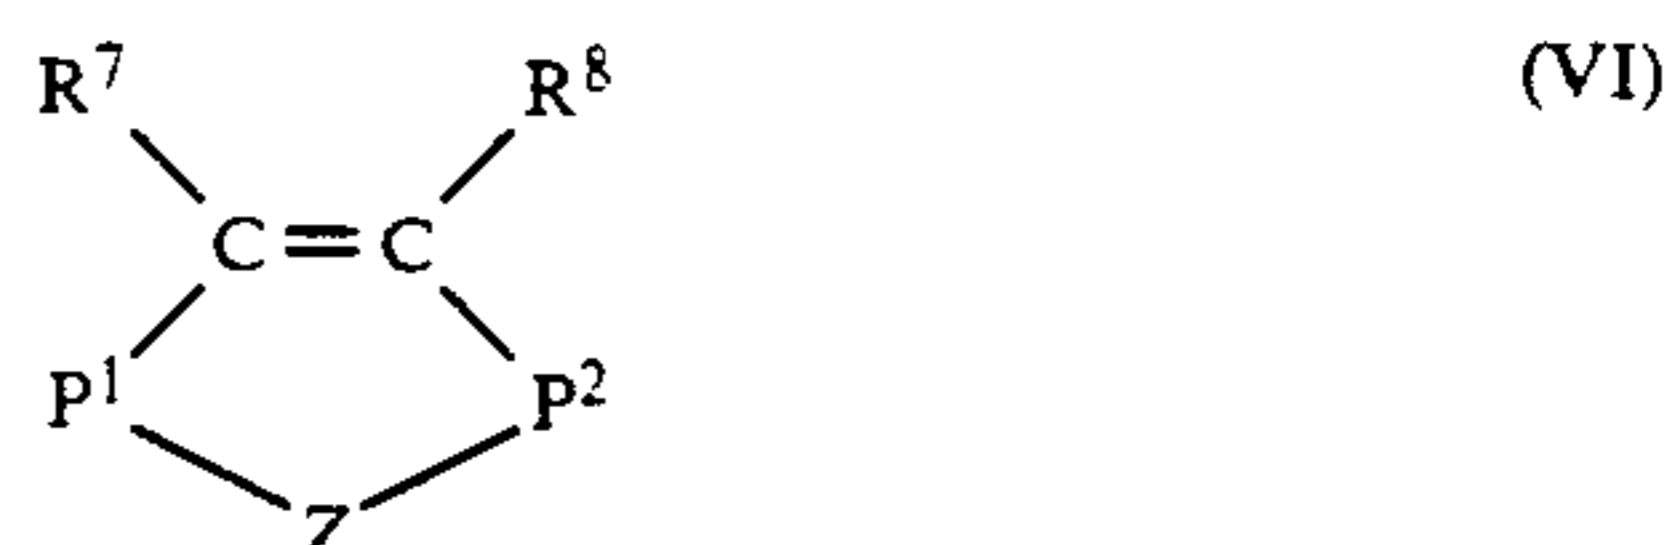 R⁷ R⁸ (VI)
C=C
P¹ P²
Z